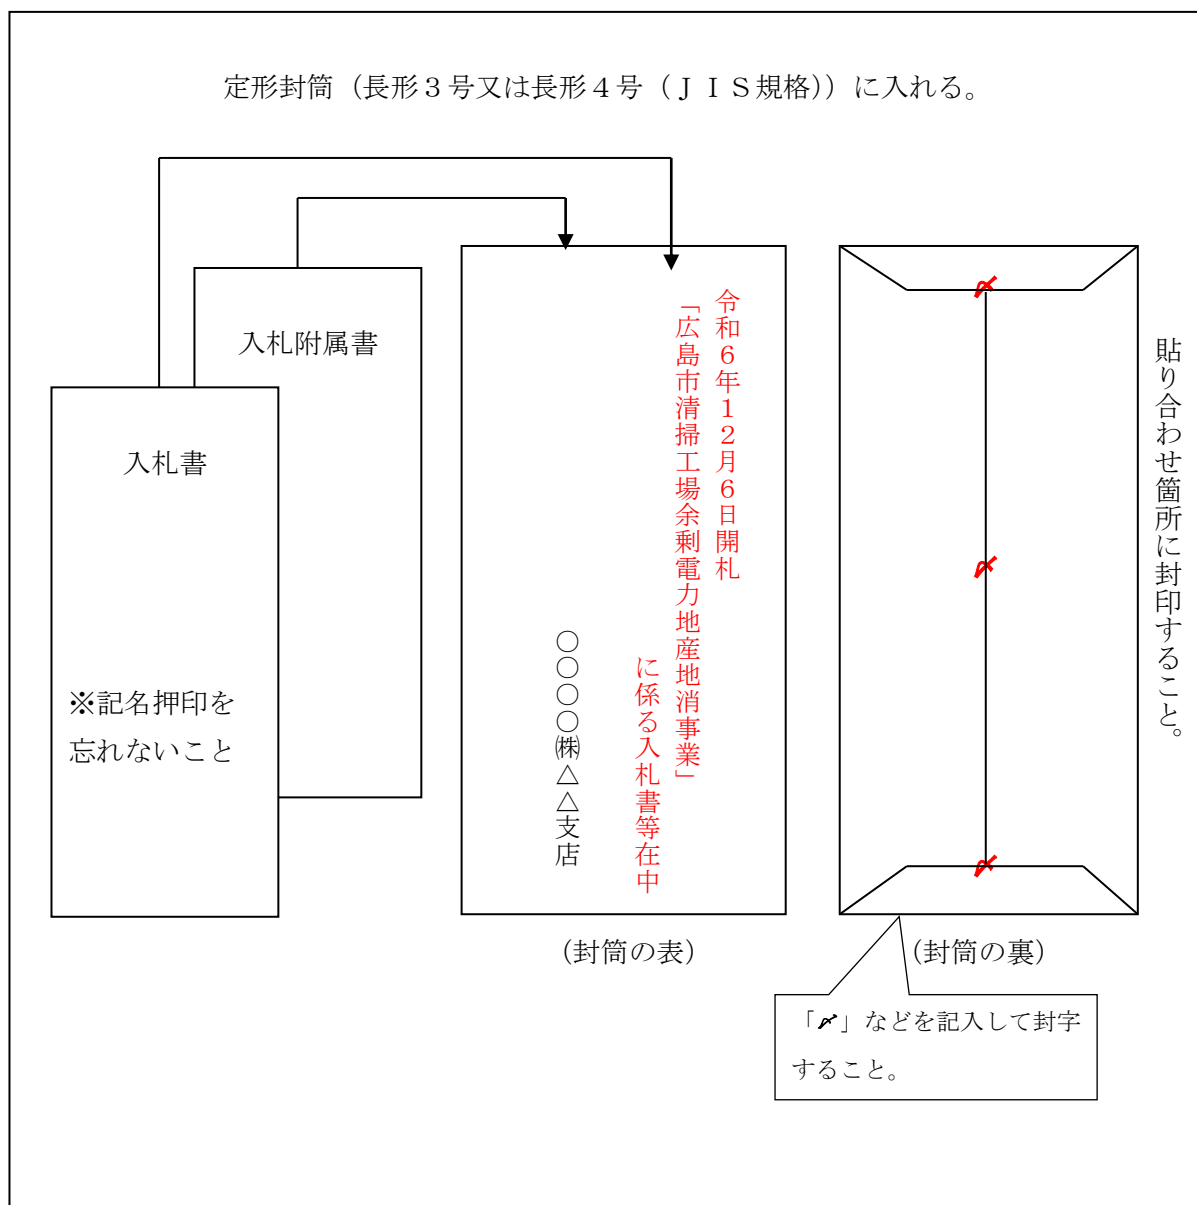 定形封筒（長形３号又は長形４号（ＪＩＳ規格））に入れる。
入札附属書
入札書
※記名押印を
忘れないこと
令和６年１２月６日開札
「広島市清掃工場余剰電力地産地消事業」
に係る入札書等在中
○○○○㈱△△支店
貼り合わせ箇所に封印すること。
〆
〆
〆
（封筒の表）
（封筒の裏）
「〆」などを記入して封字
すること。